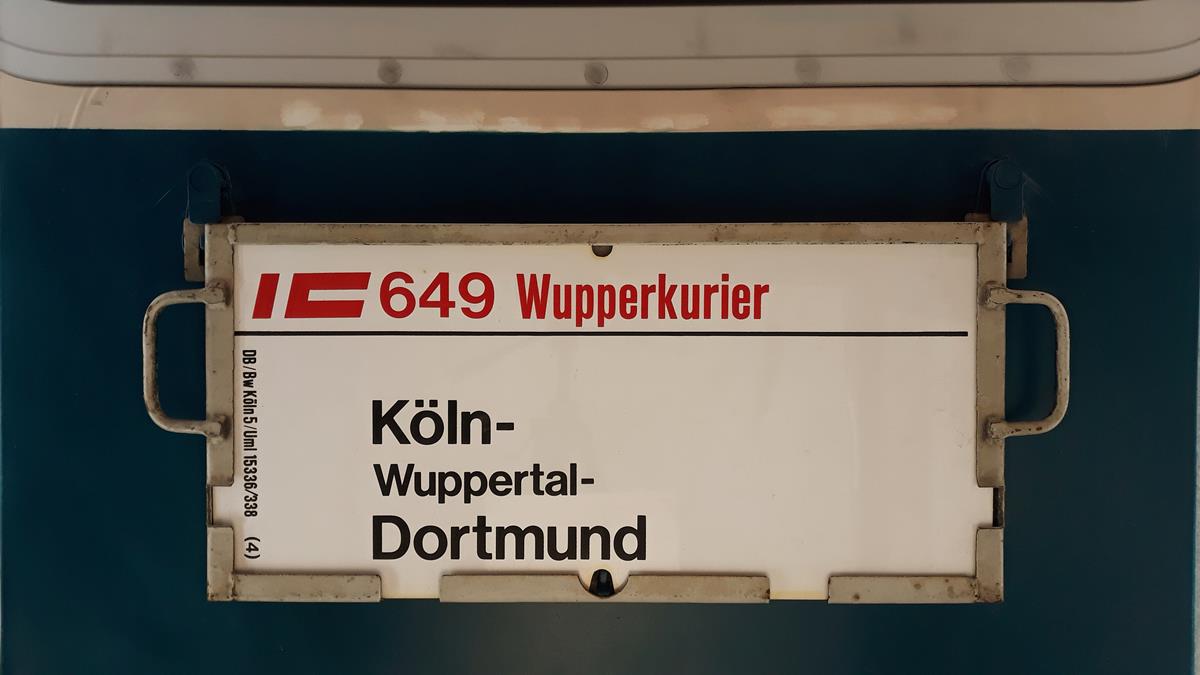 IC 649 Wupperkurier
Köln-
Wuppertal-
Dortmund
DB/Bw Köln 5/Uml 15336/338 (4)